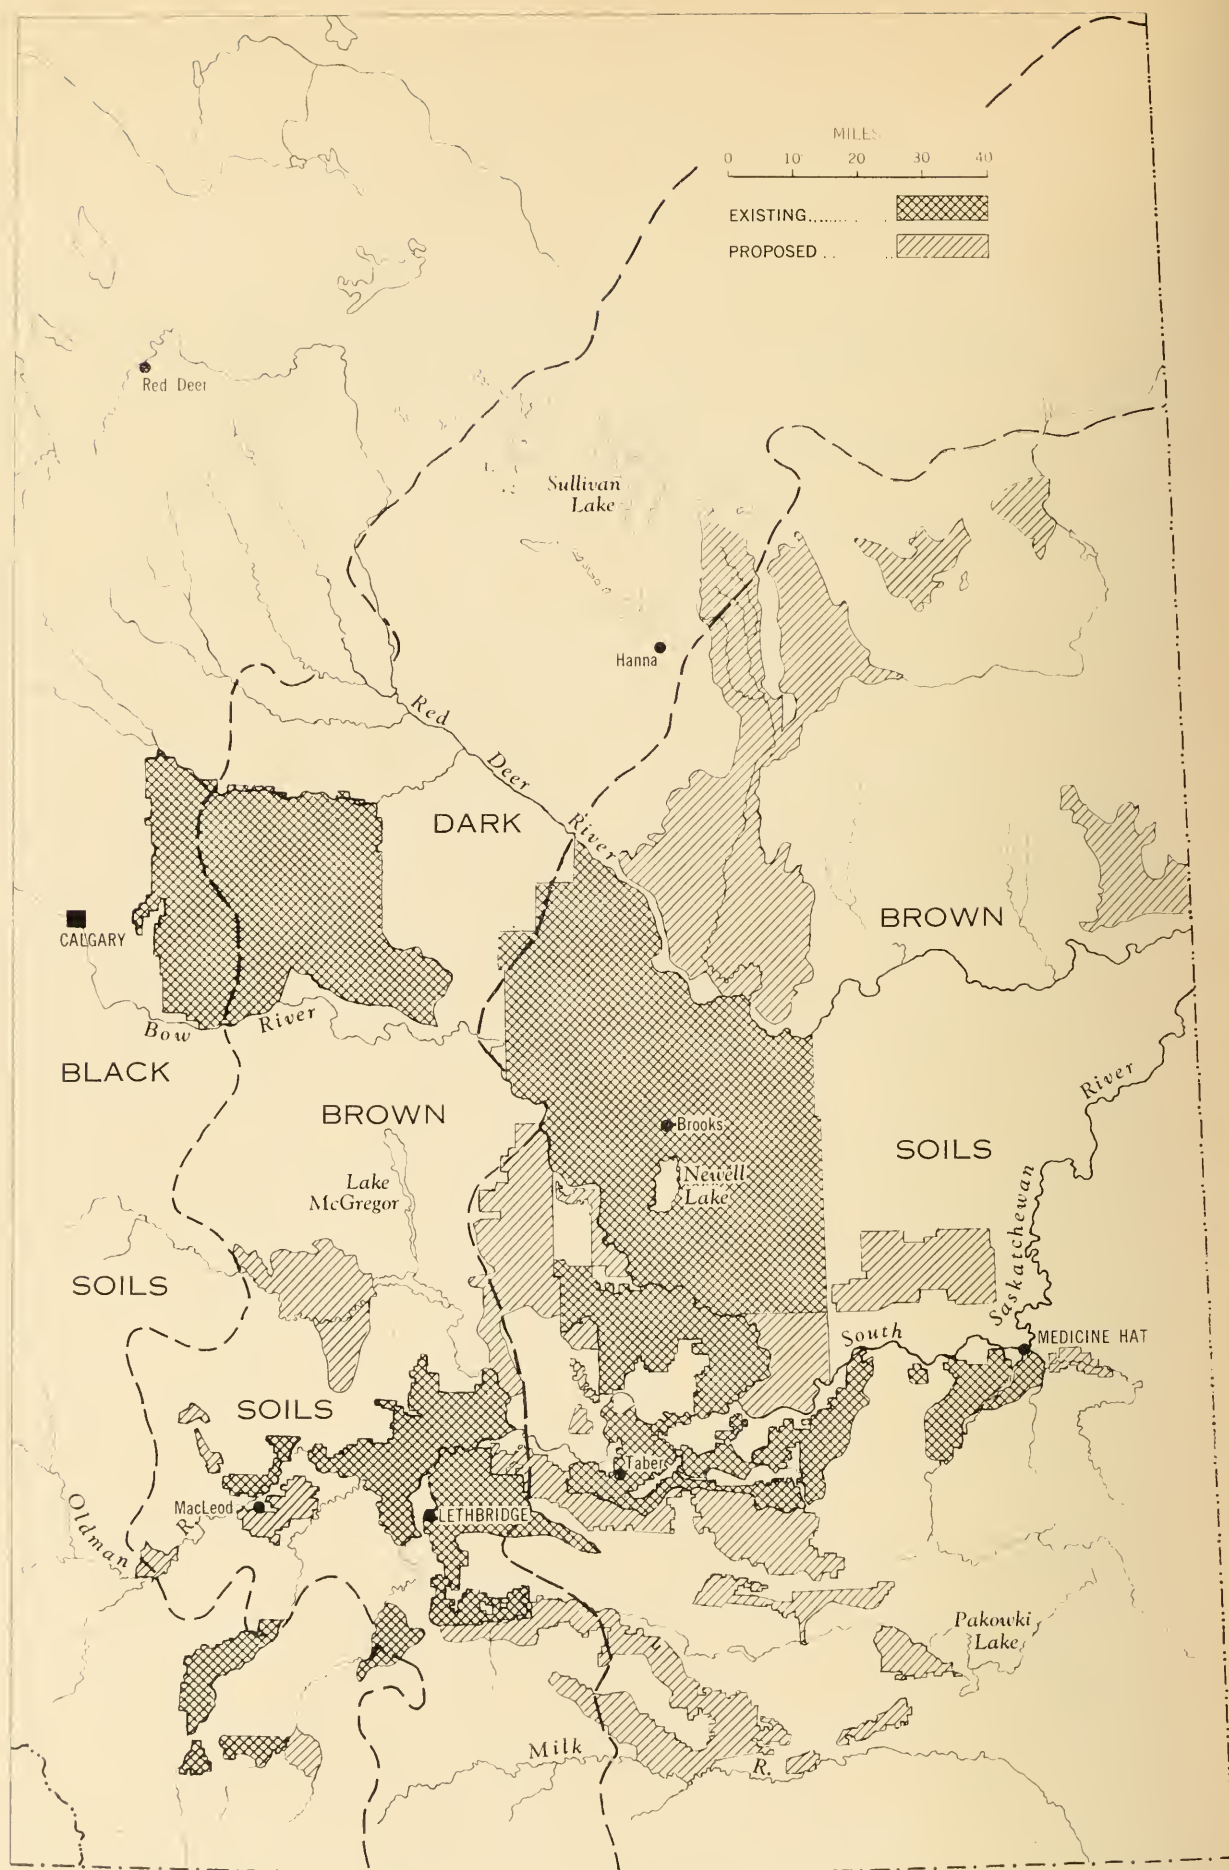 MILES
0 10 20 30 40
EXISTING........ .
PROPOSED .. ..
Red Deer
Sullivan
Lake
Hanna
Red
Deer
River
DARK
BROWN
CALGARY
Bow
River
BLACK
BROWN
River
Brooks
SOILS
Lake
McGregor
Newell
Lake
SOILS
Saskatchewan
South
MEDICINE HAT
SOILS
Taber
MacLeod
LETHBRIDGE
Oldman
R.
Pakowki
Lake
Milk
R.